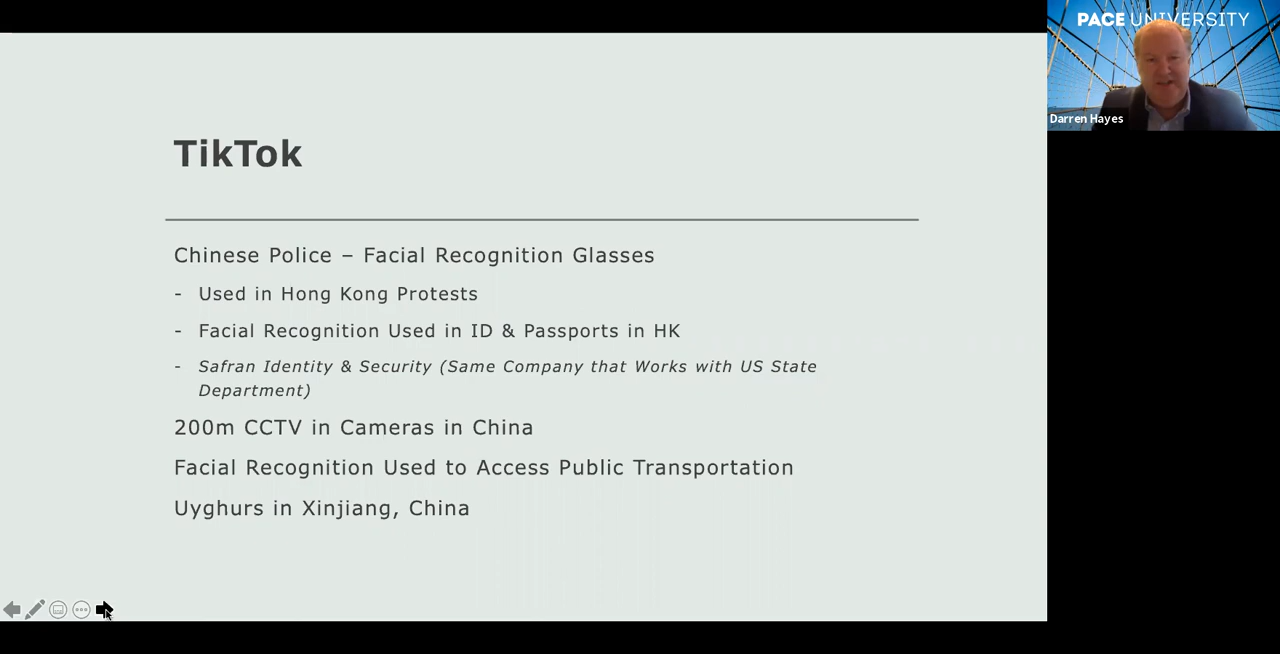 PACE UNIVERSITY
Darren Hayes
TikTok
Chinese Police – Facial Recognition Glasses
- Used in Hong Kong Protests
- Facial Recognition Used in ID & Passports in HK
- Safran Identity & Security (Same Company that Works with US State
Department)
200m CCTV in Cameras in China
Facial Recognition Used to Access Public Transportation
Uyghurs in Xinjiang, China